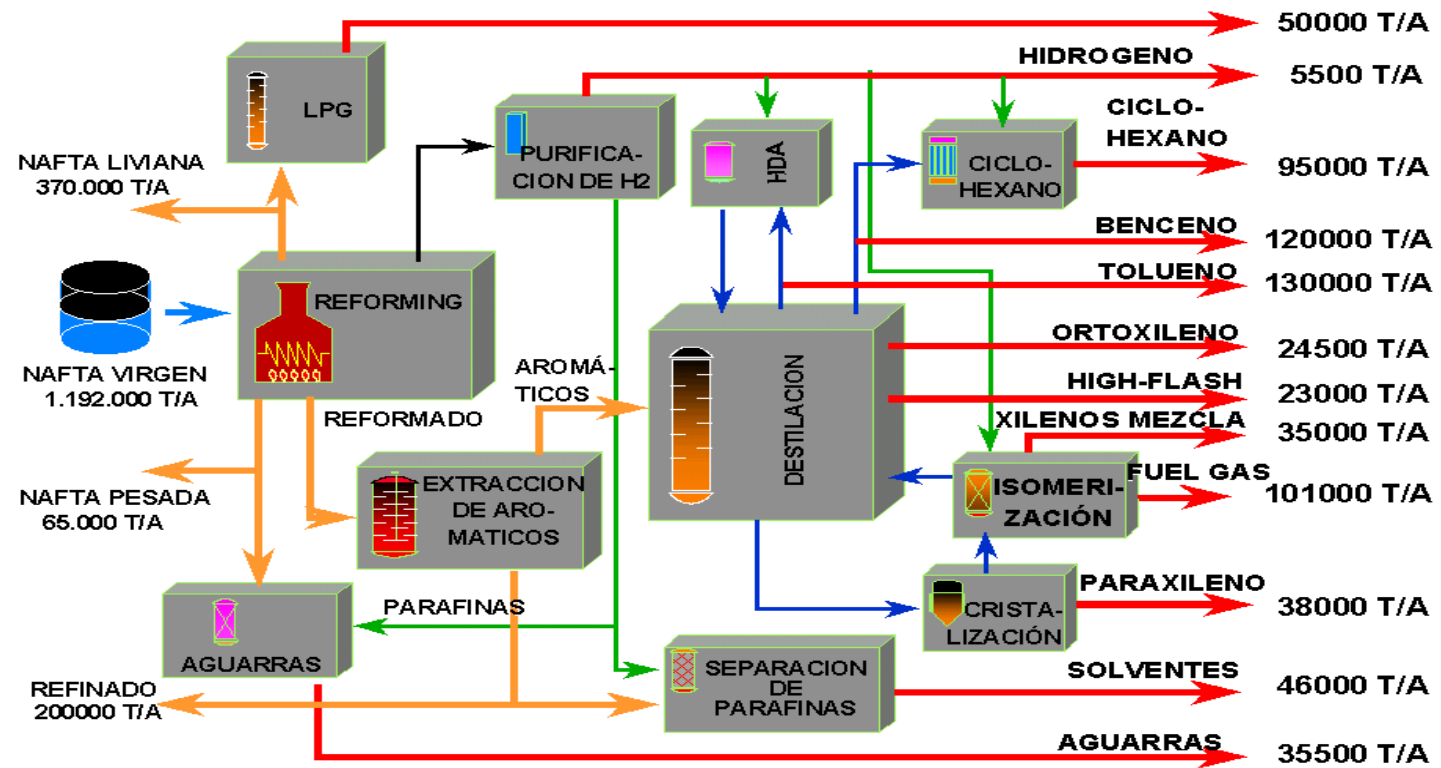 50000 T/A
HIDROGENO
5500 T/A
LPG
CICLO-
HEXANO
95000 T/A
NAFTA LIVIANA
370.000 T/A
PURIFICA-
CION DE H2
HDA
CICLO-
HEXANO
BENCENO
120000 T/A
TOLUENO
130000 T/A
REFORMING
NAFTA VIRGEN
1.192.000 T/A
AROMÁ-
TICOS
DESTILACION
ORTOXILENO
24500 T/A
HIGH-FLASH
23000 T/A
XILENOS MEZCLA
35000 T/A
REFORMADO
FUEL GAS
101000 T/A
NAFTA PESADA
65.000 T/A
EXTRACCION
DE ARO-
MATICOS
ISOMERI-
ZACIÓN
PARAXILENO
38000 T/A
CRISTA-
LIZACIÓN
PARAFINAS
AGUARRAS
SEPARACION
DE
PARAFINAS
SOLVENTES
46000 T/A
REFINADO
200000 T/A
AGUARRAS
35500 T/A